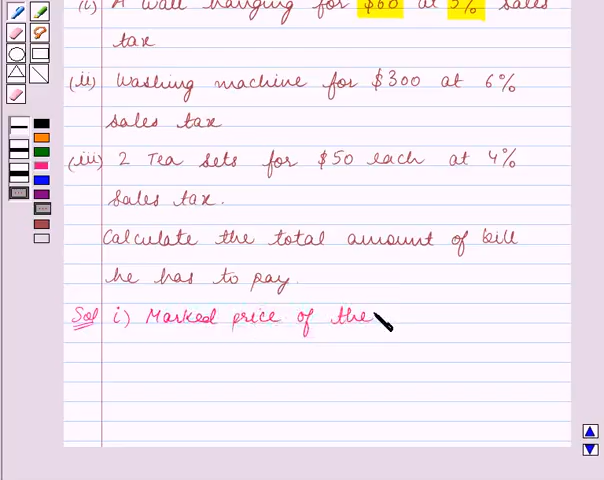 (i) A wall hanging for $60 at 5% sales
tax
(ii) Washing machine for $300 at 6%
sales tax
(iii) 2 Tea sets for $50 each at 4%
sales tax.
Calculate the total amount of bill
he has to pay.
Sol i) Marked price of the